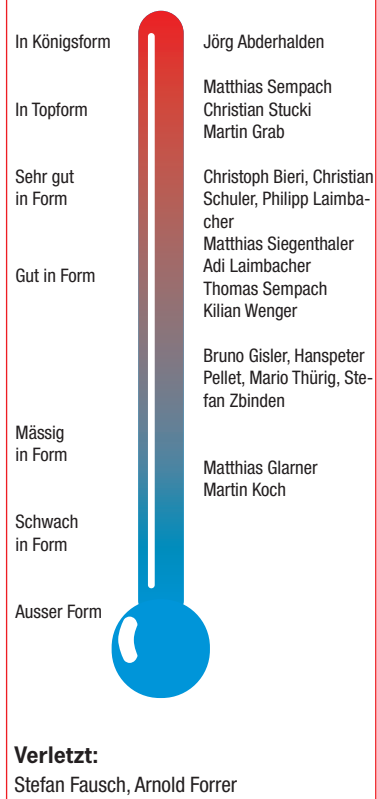 In Königsform
Jörg Abderhalden
In Topform
Matthias Sempach
Christian Stucki
Martin Grab
Sehr gut
in Form
Christoph Bieri, Christian
Schuler, Philipp Laimba-
cher
Matthias Siegenthaler
Gut in Form
Adi Laimbacher
Thomas Sempach
Kilian Wenger
Bruno Gisler, Hanspeter
Pellet, Mario Thürig, Ste-
fan Zbinden
Mässig
in Form
Matthias Glarner
Martin Koch
Schwach
in Form
Ausser Form
Verletzt:
Stefan Fausch, Arnold Forrer